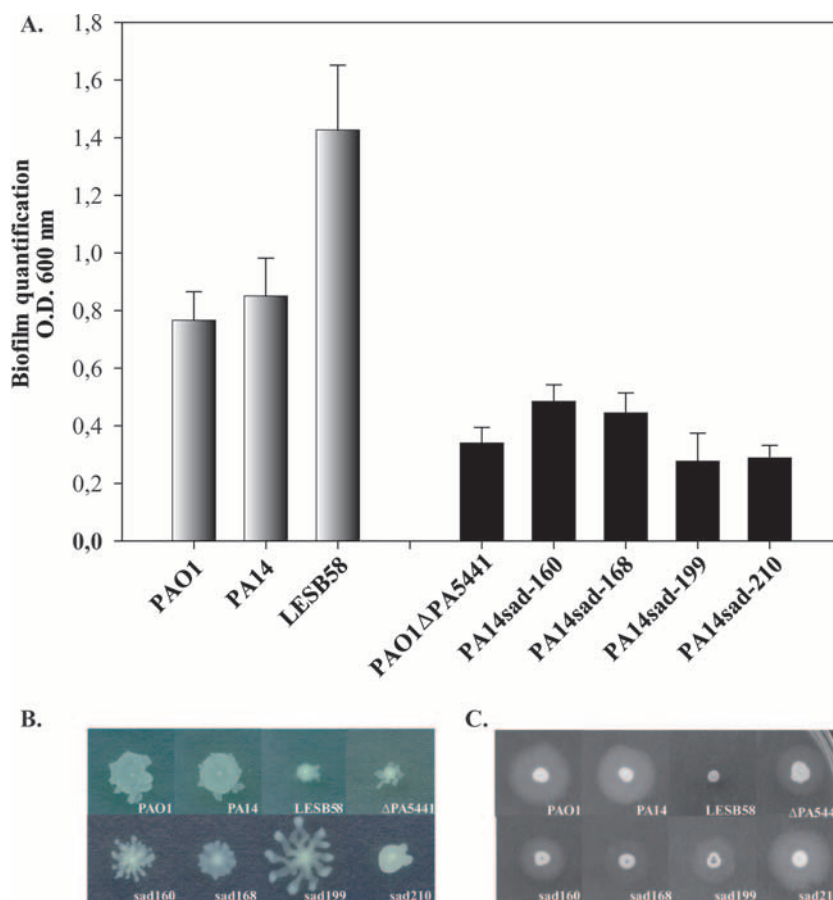 A.
Biofilm quantification
O.D. 600 nm
1,8
1,6
1,4
1,2
1,0
0,8
0,6
0,4
0,2
0,0
PAO1
PA14
LESB58
PAO1ΔPA5441
PA14sad-160
PA14sad-168
PA14sad-199
PA14sad-210
B.
PAO1 PA14 LESB58 ΔPA5441
sad160 sad168 sad199 sad210
C.
PAO1 PA14 LESB58 ΔPA544
sad160 sad168 sad199 sad21